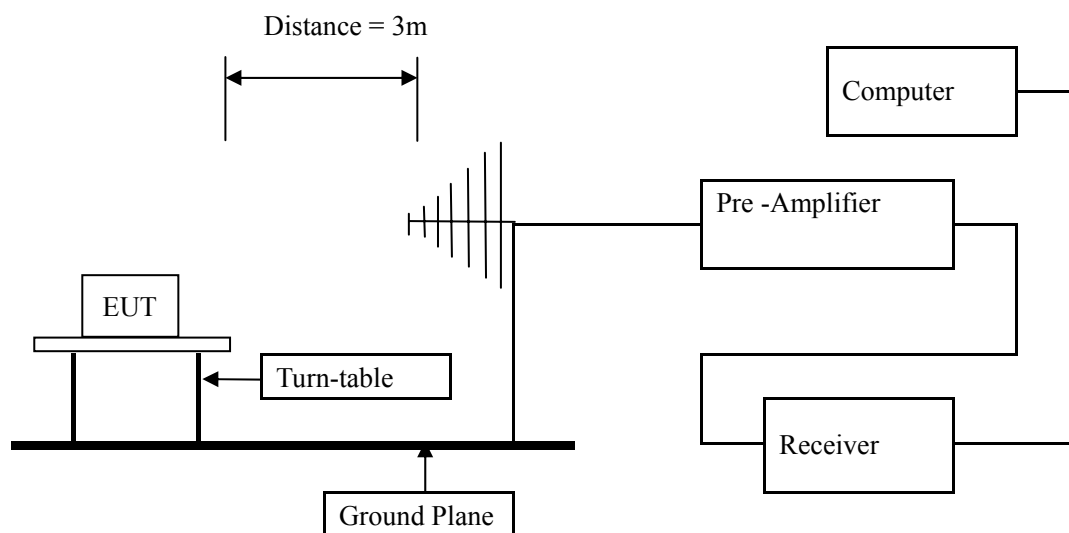 Distance = 3m
Computer
Pre -Amplifier
EUT
Turn-table
Receiver
Ground Plane